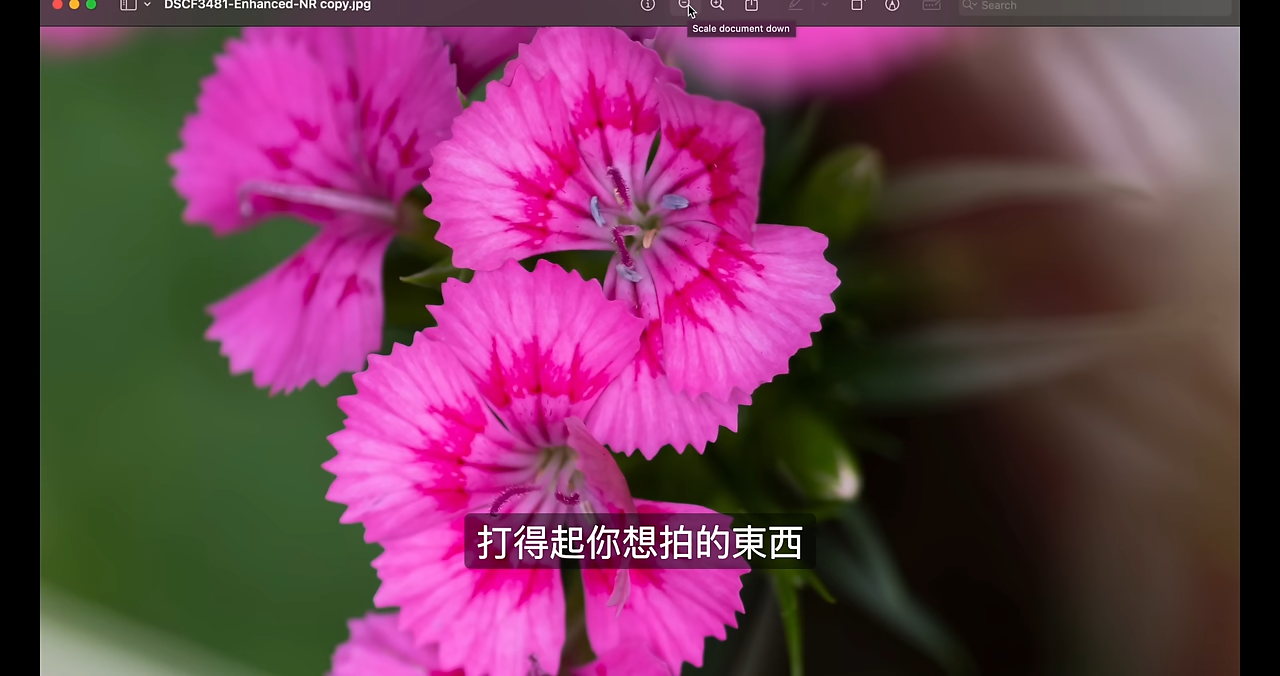 DSCF3481-Enhanced-NR copy.jpg
Search
Scale document down
打得起你想拍的東西